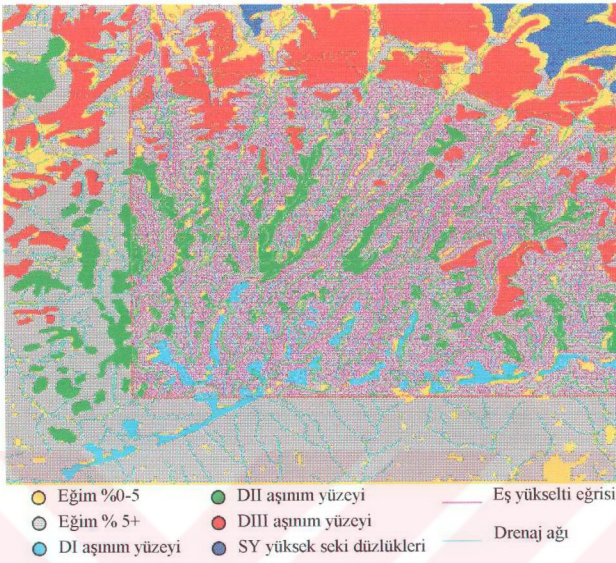 Eğim %0-5
Eğim % 5+
DI aşınım yüzeyi
DII aşınım yüzeyi
DIII aşınım yüzeyi
SY yüksek seki düzlükleri
Eş yükselti eğrisi
Drenaj ağı